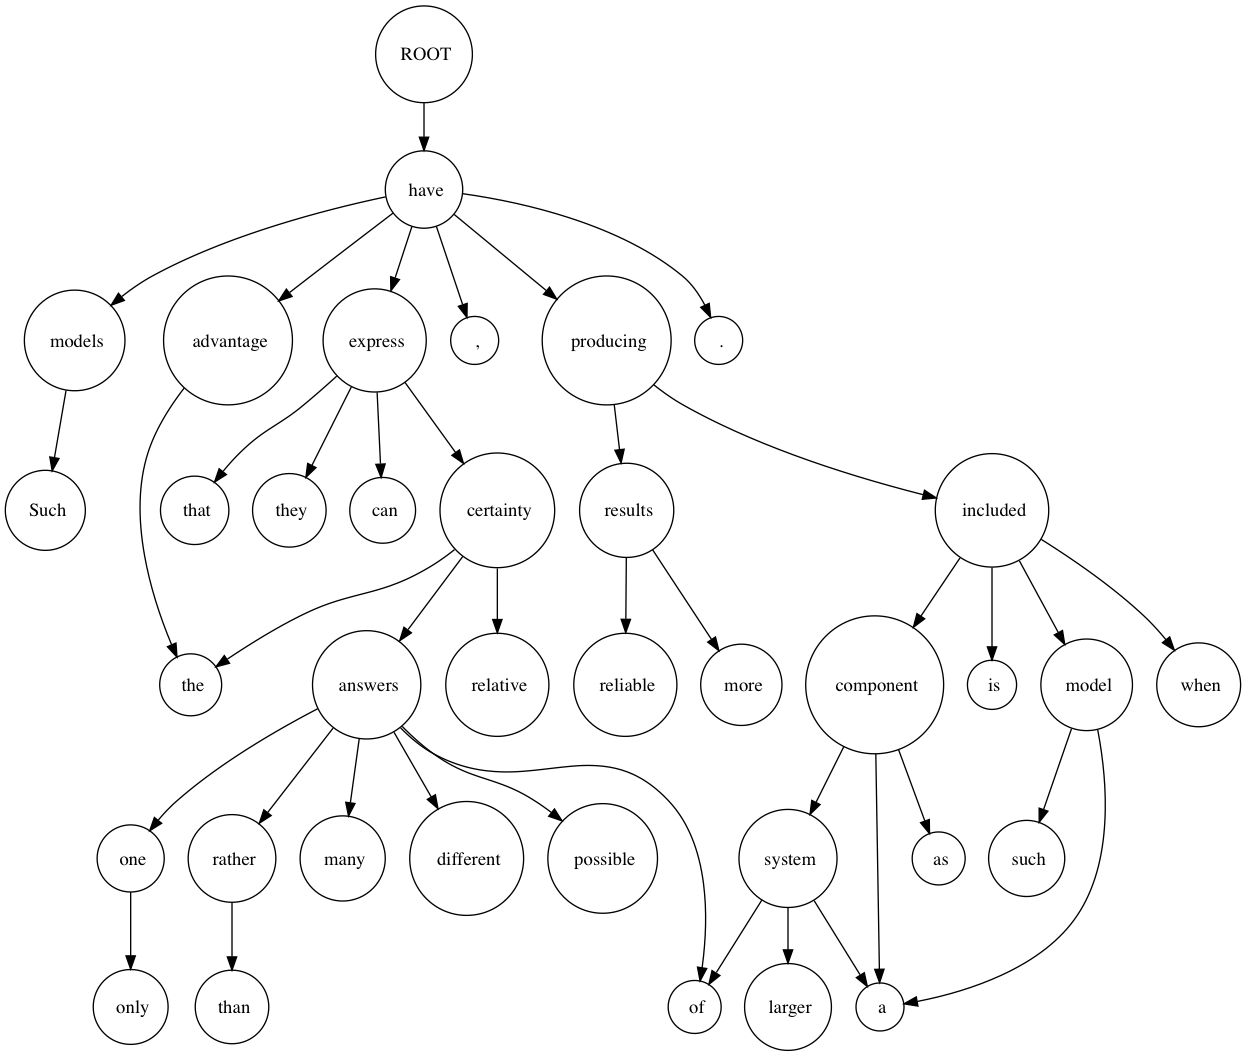 ROOT
have
models advantage express , producing .
Such that they can certainty results included
the answers relative reliable more component is model when
one rather many different possible system as such
only than of larger a